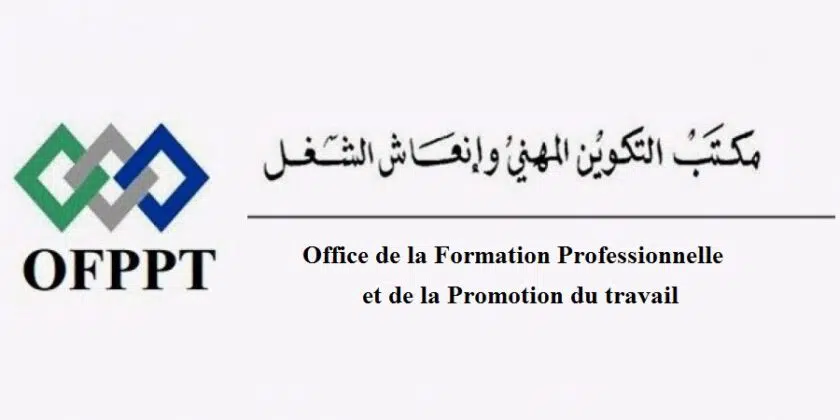 مكتب التكوين المهني وإنعاش الشغل
OFPPT
Office de la Formation Professionnelle
et de la Promotion du travail